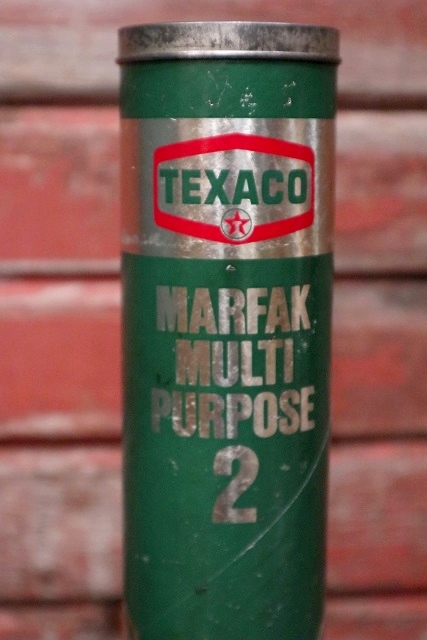 TEXACO
T
MARFAK
MULTI
PURPOSE
2